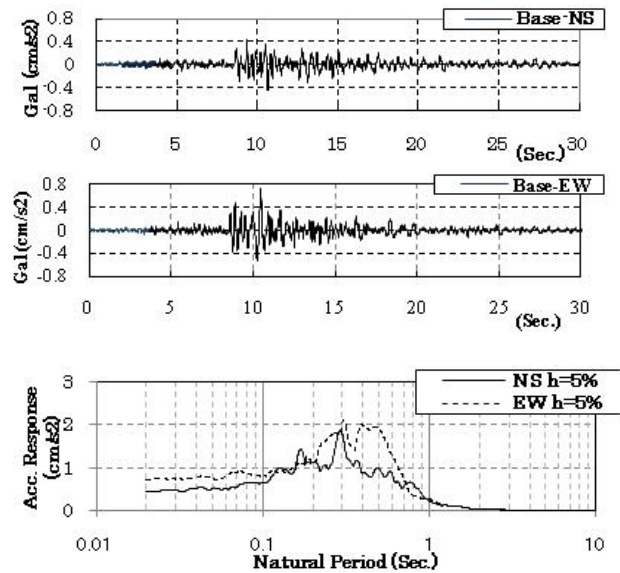 Base-NS
Gal (cm/s2)
0.8
0.4
0
-0.4
-0.8
0 5 10 15 20 25 30
(Sec.)
Base-EW
Gal (cm/s2)
0.8
0.4
0
-0.4
-0.8
0 5 10 15 20 25 30
(Sec.)
NS h=5%
EW h=5%
Acc. Response
(cm/s2)
3
2
1
0
0.01 0.1 1 10
Natural Period (Sec.)